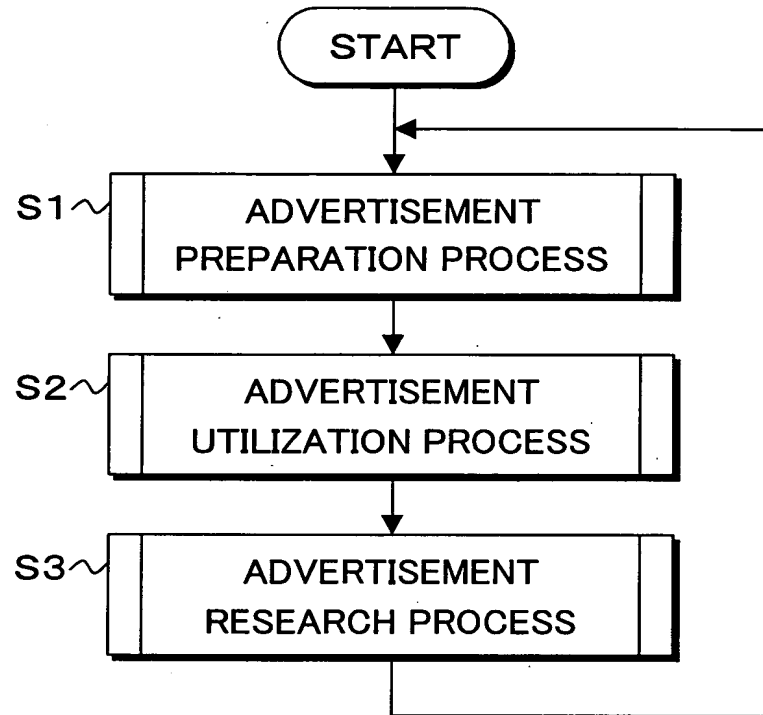 START
S1
ADVERTISEMENT
PREPARATION PROCESS
S2
ADVERTISEMENT
UTILIZATION PROCESS
S3
ADVERTISEMENT
RESEARCH PROCESS